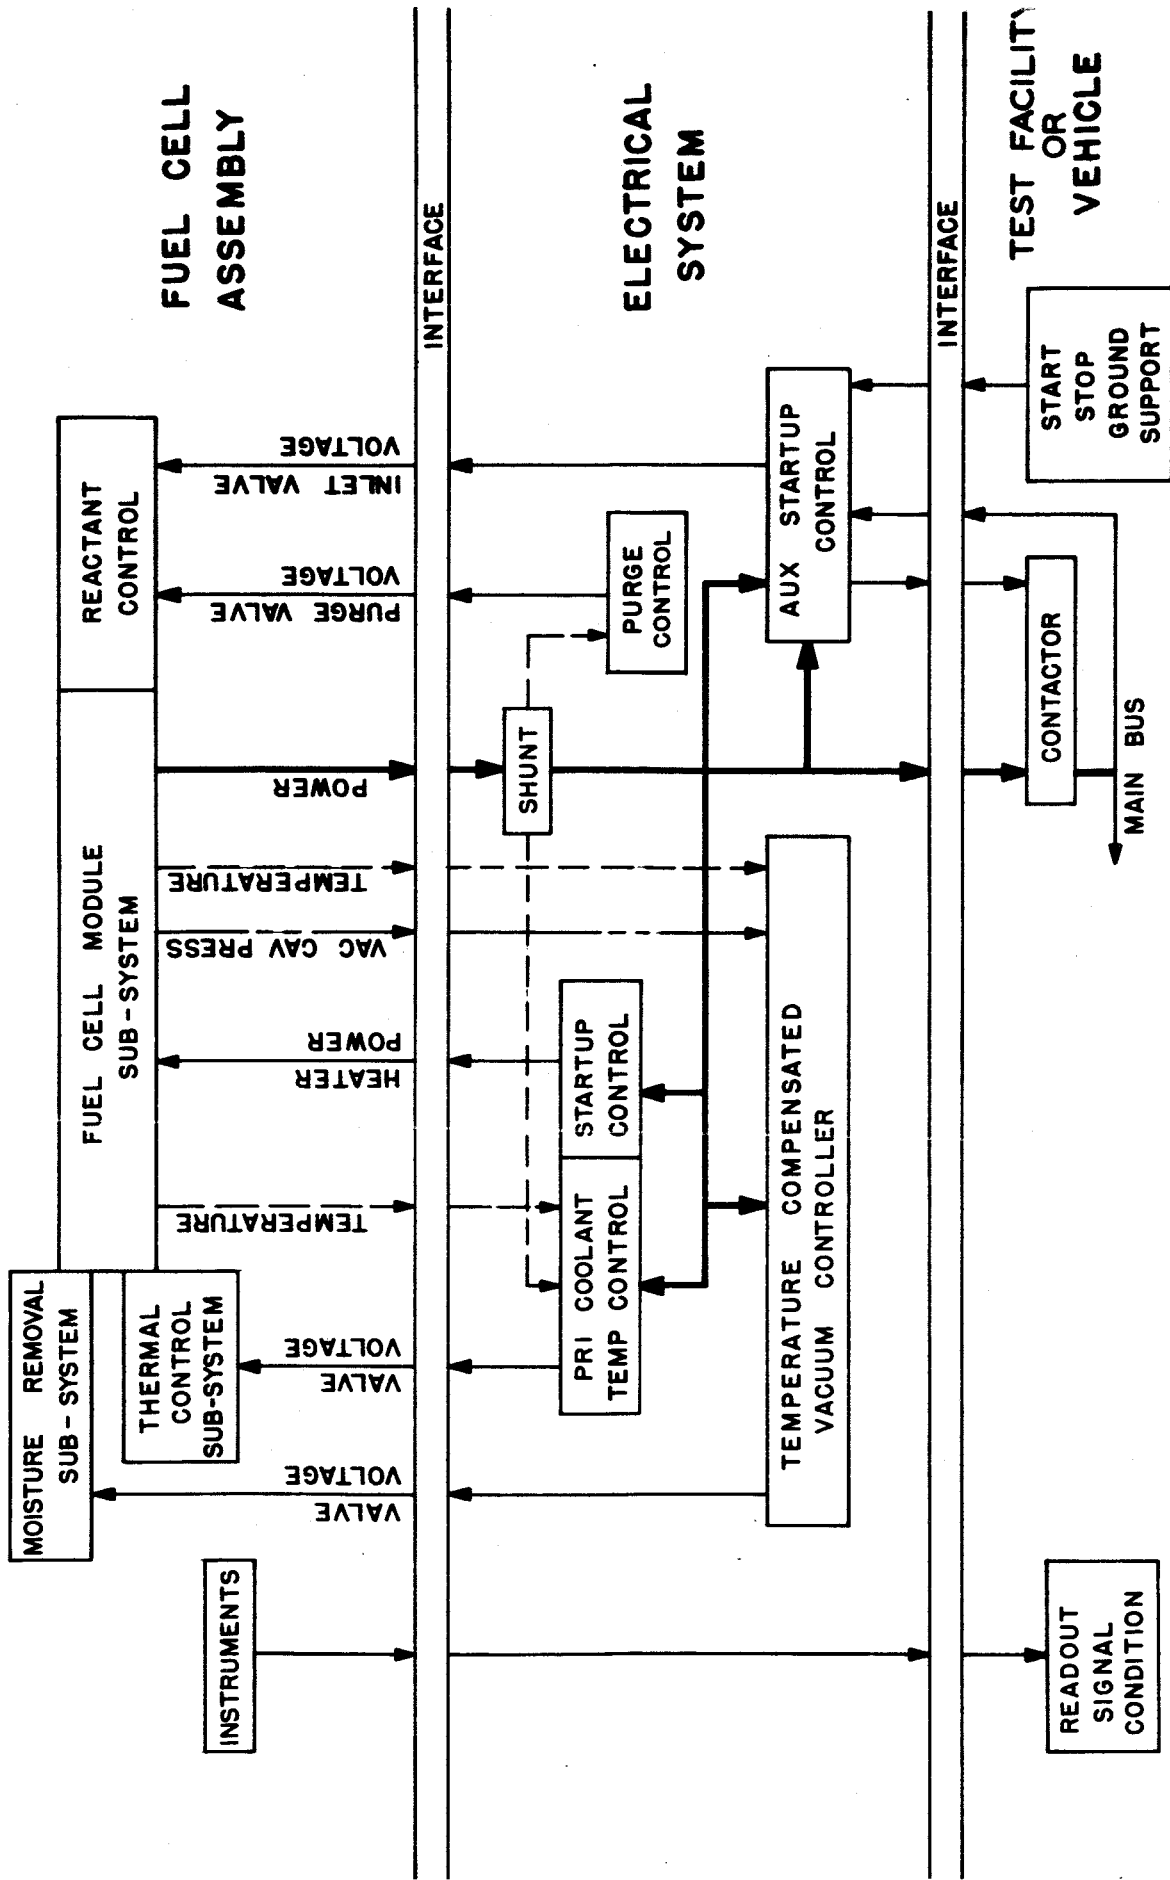 MOISTURE REMOVAL
SUB-SYSTEM
THERMAL
CONTROL
SUB-SYSTEM
FUEL CELL MODULE
SUB-SYSTEM
REACTANT
CONTROL
FUEL CELL
ASSEMBLY
INSTRUMENTS
VALVE
VOLTAGE
VALVE
VOLTAGE
TEMPERATURE
HEATER
POWER
VAC CAV PRESS
TEMPERATURE
POWER
PURGE VALVE
VOLTAGE
INLET VALVE
VOLTAGE
INTERFACE
SHUNT
PURGE
CONTROL
PRI COOLANT
TEMP CONTROL
STARTUP
CONTROL
ELECTRICAL
SYSTEM
TEMPERATURE COMPENSATED
VACUUM CONTROLLER
AUX STARTUP
CONTROL
INTERFACE
READOUT
SIGNAL
CONDITION
CONTACTOR
MAIN BUS
START
STOP
GROUND
SUPPORT
TEST FACILITY
OR
VEHICLE